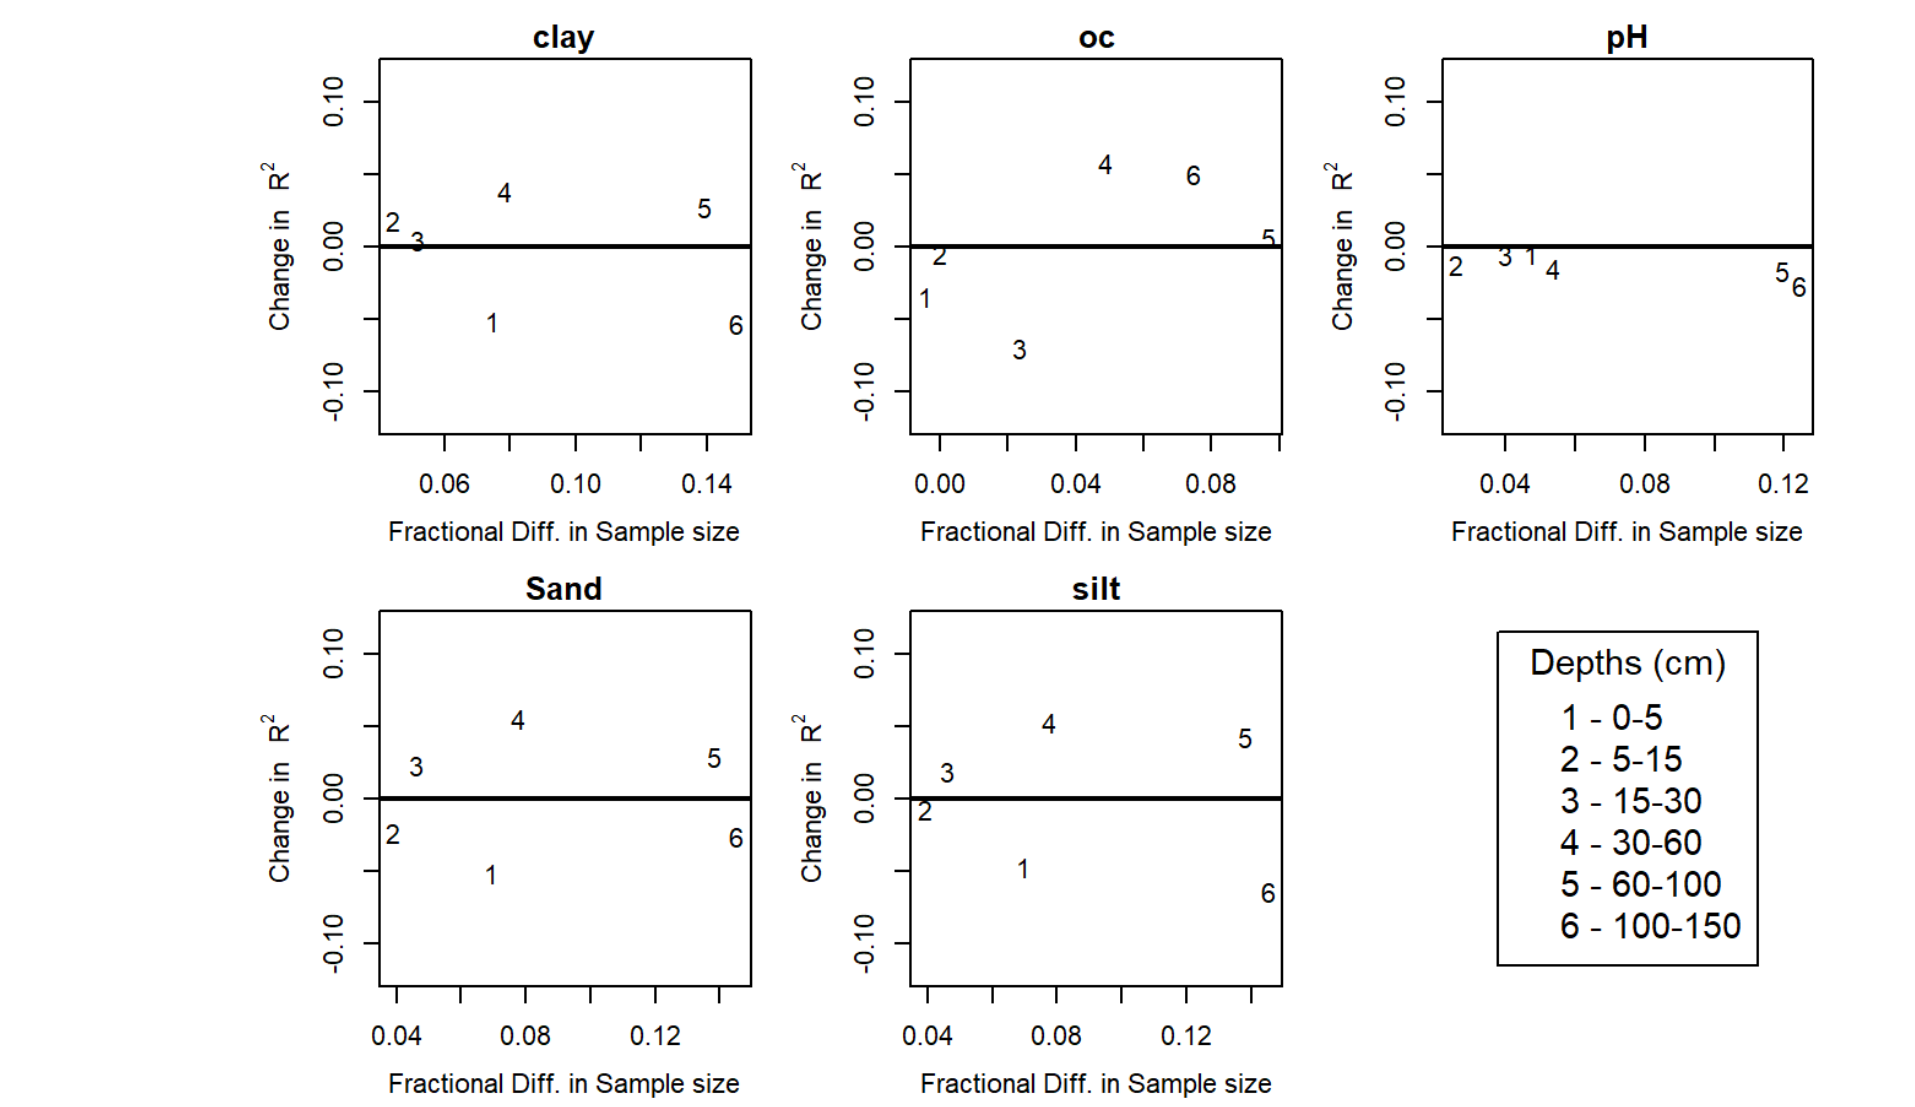 clay
0.10
0.00
-0.10
Change in R²
4
2
3
5
1
6
0.06 0.10 0.14
Fractional Diff. in Sample size
oc
0.10
0.00
-0.10
Change in R²
4
6
5
2
1
3
0.00 0.04 0.08
Fractional Diff. in Sample size
pH
0.10
0.00
-0.10
Change in R²
2
3
1
4
5
6
0.04 0.08 0.12
Fractional Diff. in Sample size
Sand
0.10
0.00
-0.10
Change in R²
4
3
5
2
6
1
0.04 0.08 0.12
Fractional Diff. in Sample size
silt
0.10
0.00
-0.10
Change in R²
4
5
3
2
1
6
0.04 0.08 0.12
Fractional Diff. in Sample size
Depths (cm)
1 - 0-5
2 - 5-15
3 - 15-30
4 - 30-60
5 - 60-100
6 - 100-150